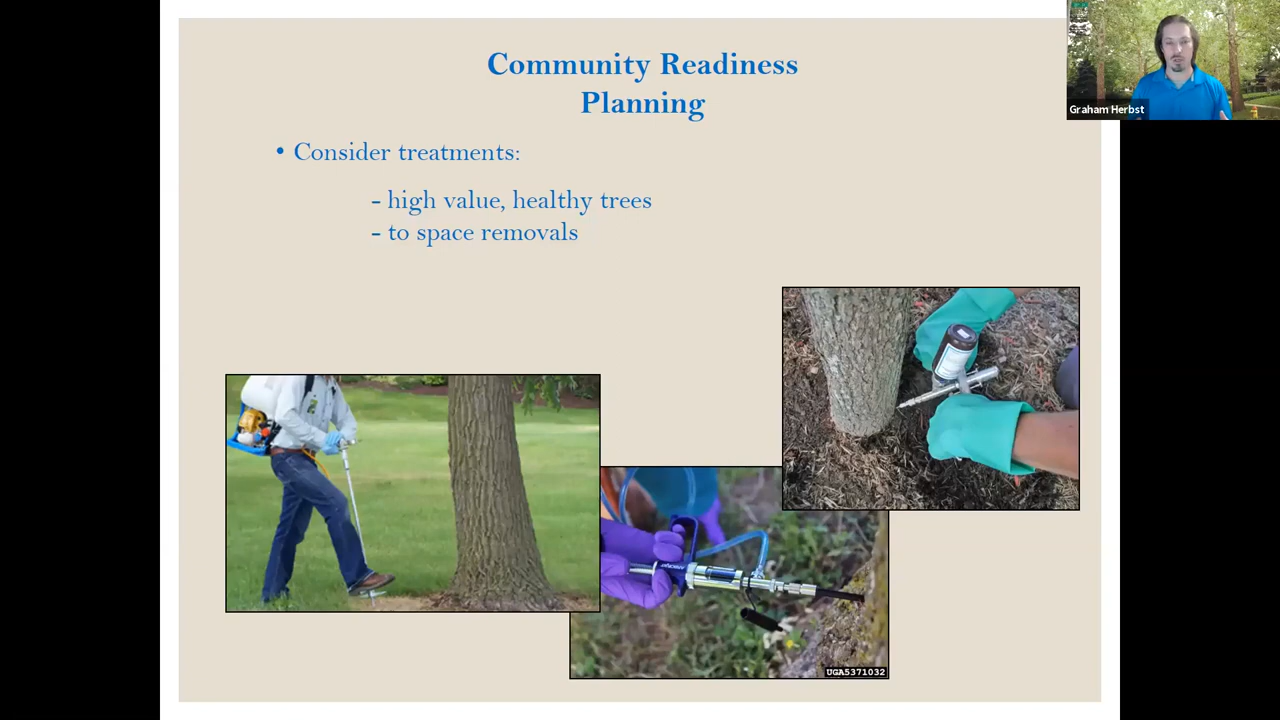 Community Readiness
Planning
• Consider treatments:
- high value, healthy trees
- to space removals
Graham Herbst
UGA5371032